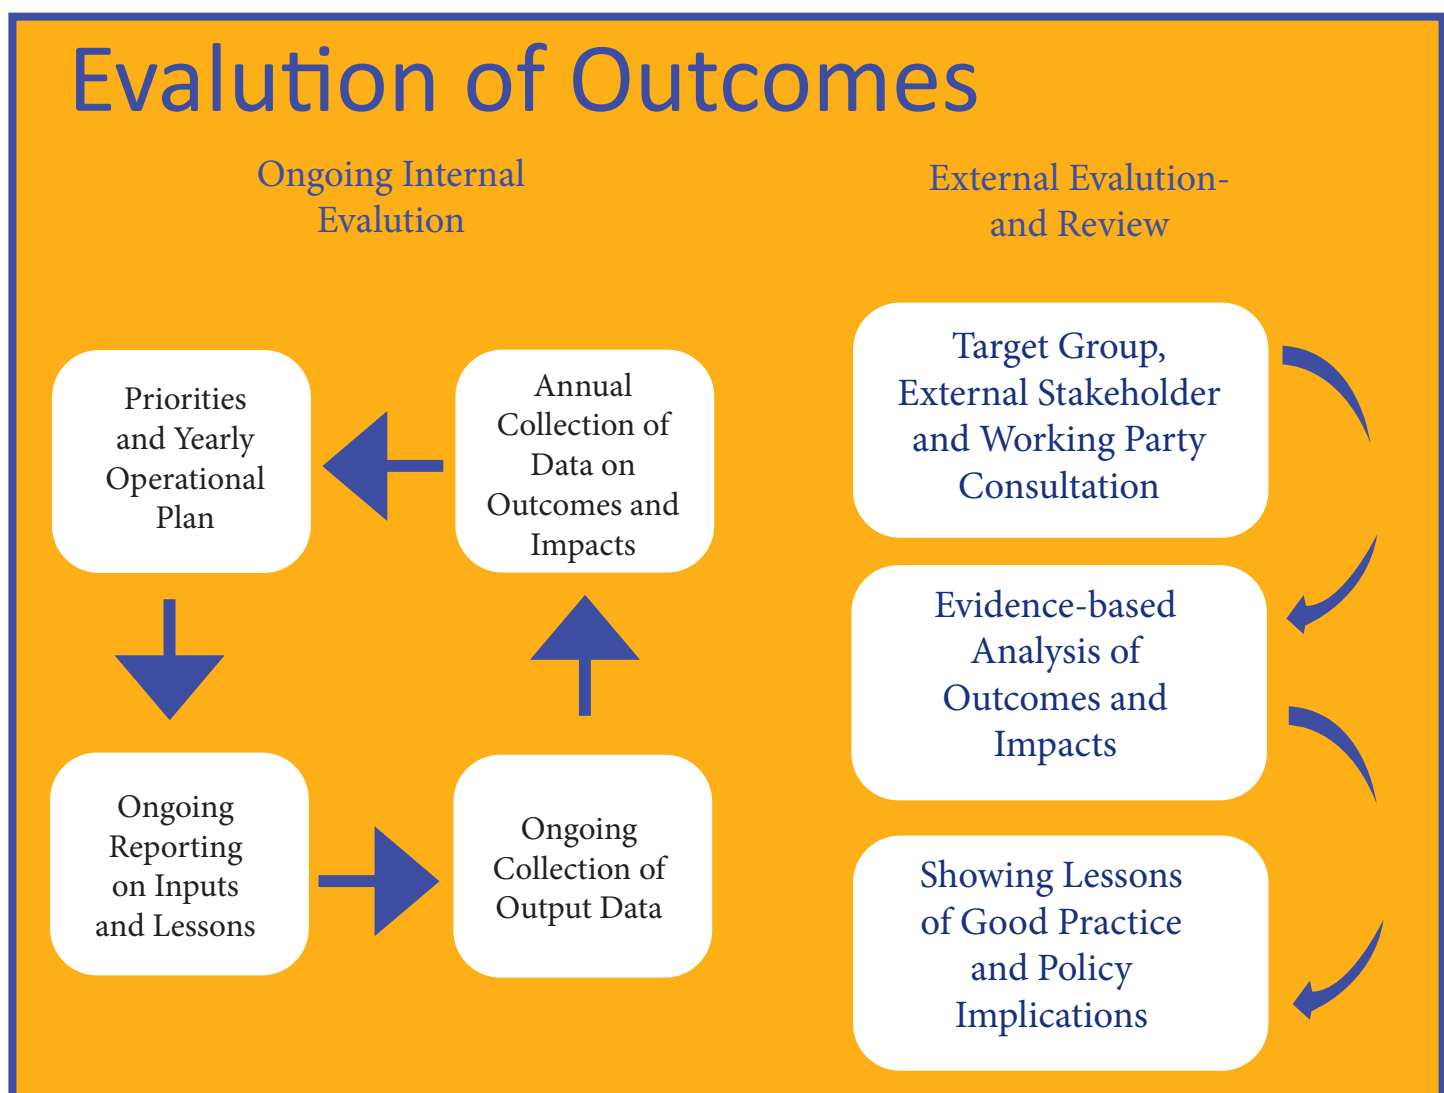 Evalution of Outcomes
Ongoing Internal
Evalution
Priorities
and Yearly
Operational
Plan
Annual
Collection of
Data on
Outcomes and
Impacts
Ongoing
Reporting
on Inputs
and Lessons
Ongoing
Collection of
Output Data
External Evalution-
and Review
Target Group,
External Stakeholder
and Working Party
Consultation
Evidence-based
Analysis of
Outcomes and
Impacts
Showing Lessons
of Good Practice
and Policy
Implications